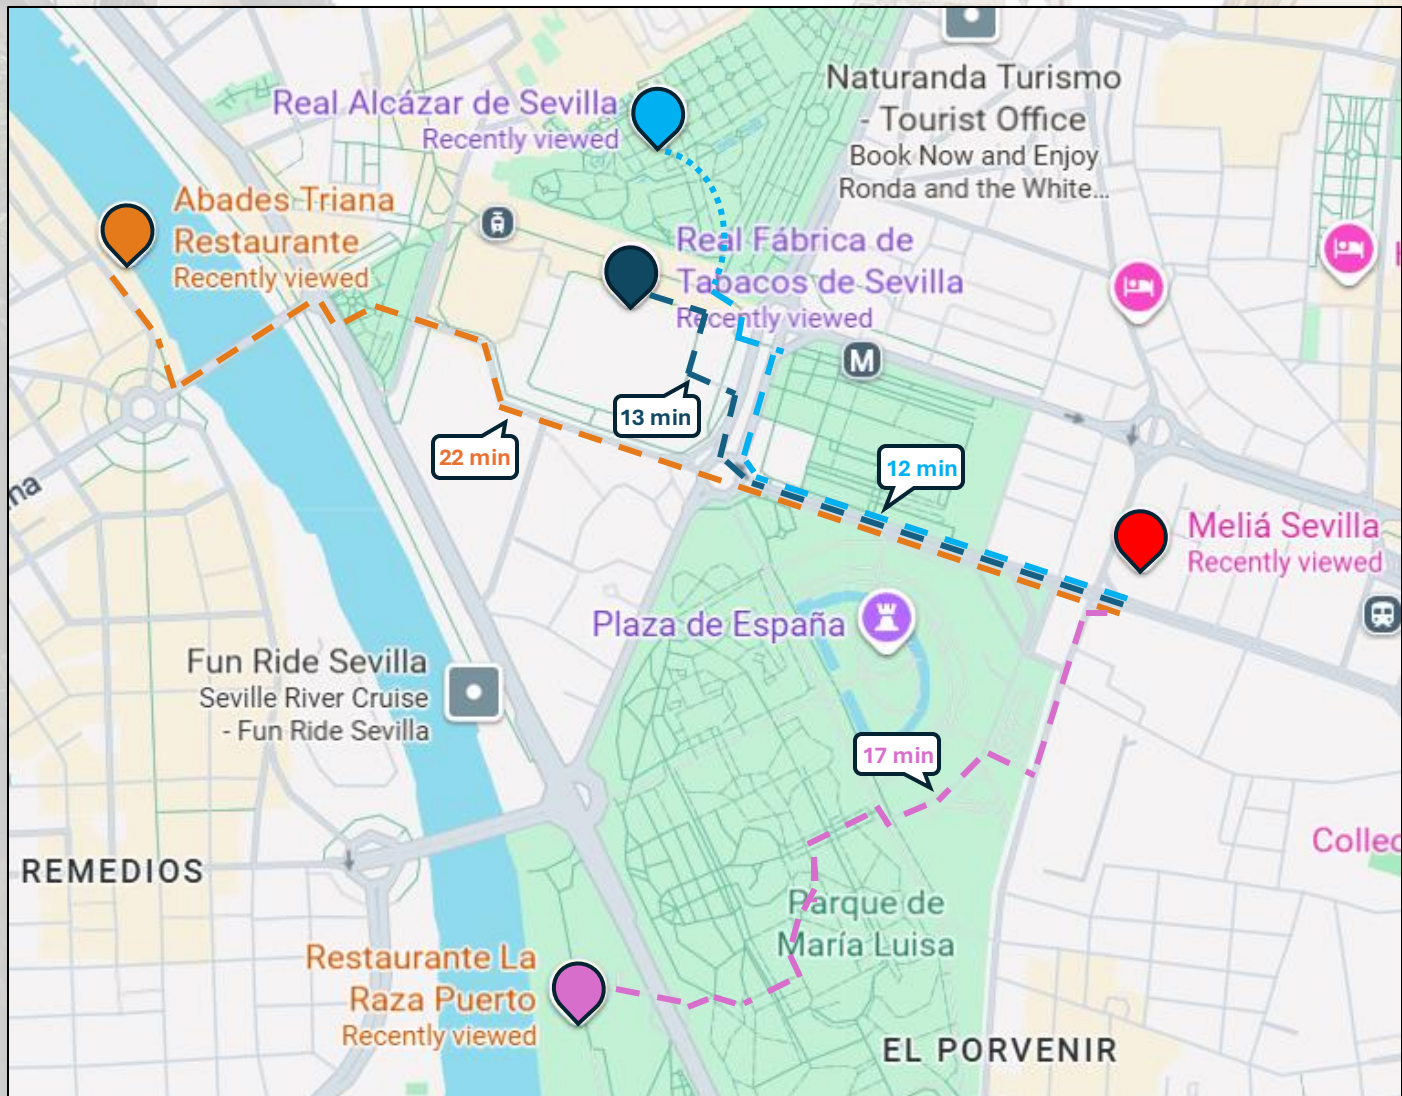 Naturanda Turismo
- Tourist Office
Book Now and Enjoy
Ronda and the White...
Real Alcázar de Sevilla
Recently viewed
Abades Triana
Restaurante
Recently viewed
Real Fábrica de
Tabacos de Sevilla
Recently viewed
M
13 min
22 min
12 min
na
Meliá Sevilla
Recently viewed
Plaza de España
Fun Ride Sevilla
Seville River Cruise
- Fun Ride Sevilla
17 min
Collec
REMEDIOS
Parque de
María Luisa
Restaurante La
Raza Puerto
Recently viewed
EL PORVENIR